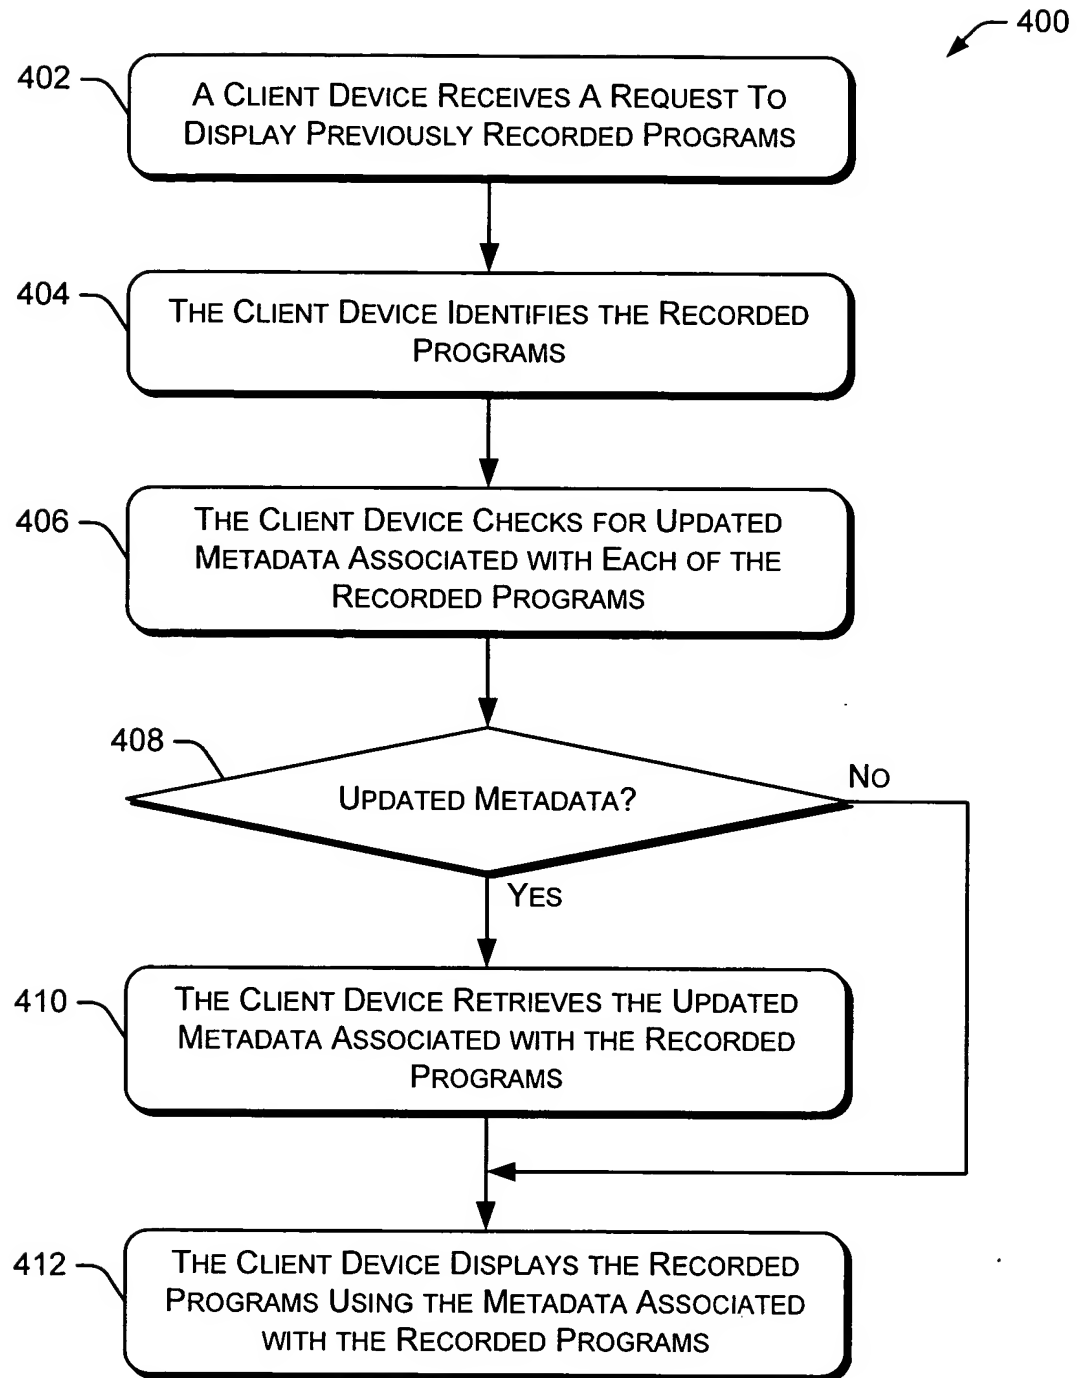 400
402
A CLIENT DEVICE RECEIVES A REQUEST TO
DISPLAY PREVIOUSLY RECORDED PROGRAMS
404
THE CLIENT DEVICE IDENTIFIES THE RECORDED
PROGRAMS
406
THE CLIENT DEVICE CHECKS FOR UPDATED
METADATA ASSOCIATED WITH EACH OF THE
RECORDED PROGRAMS
408
UPDATED METADATA?
NO
YES
410
THE CLIENT DEVICE RETRIEVES THE UPDATED
METADATA ASSOCIATED WITH THE RECORDED
PROGRAMS
412
THE CLIENT DEVICE DISPLAYS THE RECORDED
PROGRAMS USING THE METADATA ASSOCIATED
WITH THE RECORDED PROGRAMS